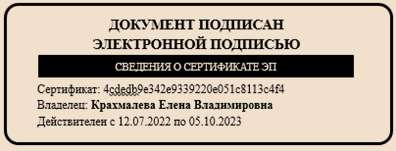 ДОКУМЕНТ ПОДПИСАН
ЭЛЕКТРОННОЙ ПОДПИСЬЮ
СВЕДЕНИЯ О СЕРТИФИКАТЕ ЭП
Сертификат: 4cdedb9e342e9339220e051c8113c4f4
Владелец: Крахмалева Елена Владимировна
Действителен с 12.07.2022 по 05.10.2023